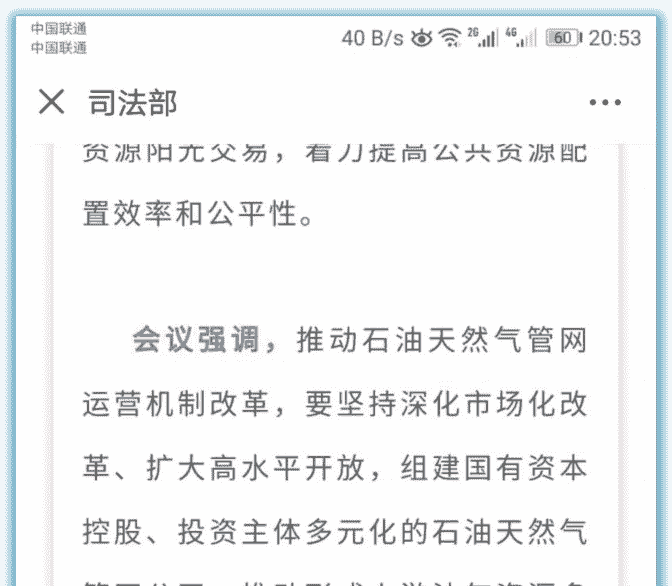 中国联通
中国联通
40 B/s 2G 4G 60 20:53
司法部
资源阳光交易，着力提高公共资源配
置效率和公平性。
会议强调，推动石油天然气管网
运营机制改革，要坚持深化市场化改
革、扩大高水平开放，组建国有资本
控股、投资主体多元化的石油天然气